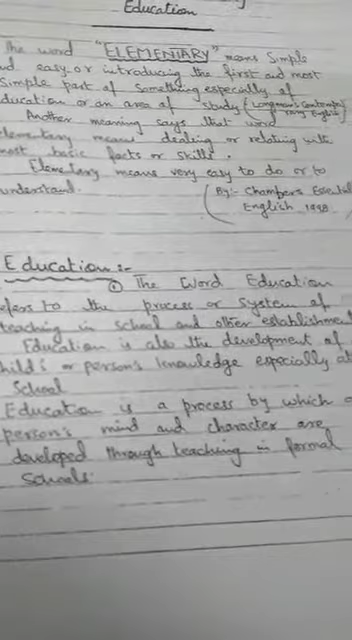 Education
The word "ELEMENTARY" means Simple
and easy or introducing the first and most
Simple part of something especially of
education or an area of study (Longman's Contemp
Another meaning says that word
elementary means dealing or relating with
most basic facts or skills.
Elementary means very easy to do or to
understand.
(By:- Chambers Essential
English 1998
Education:-
① The Word Education
refers to the process or system of
teaching in school and other establishment
Education is also the development of
child's or person's knowledge especially at
School
Education is a process by which a
person's mind and character are
developed through teaching in formal
Schools.